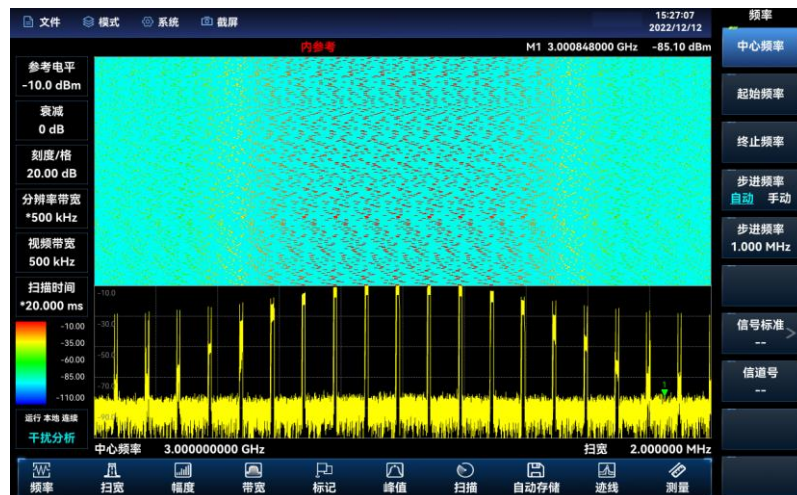 文件 模式 系统 截屏
15:27:07
2022/12/12
频率
内参考
M1 3.000848000 GHz -85.10 dBm
中心频率
参考电平
-10.0 dBm
衰减
0 dB
刻度/格
20.00 dB
分辨率带宽
*500 kHz
视频带宽
500 kHz
扫描时间
*20.000 ms
-10.00
-35.00
-60.00
-85.00
-110.00
运行 本地 连续
干扰分析
-10.0
-30.0
-50.0
-70.0
-90.0
1
中心频率 3.000000000 GHz
扫宽 2.000000 MHz
起始频率
终止频率
步进频率
自动 手动
步进频率
1.000 MHz
信号标准
--
信道号
--
频率 扫宽 幅度 带宽 标记 峰值 扫描 自动存储 迹线 测量